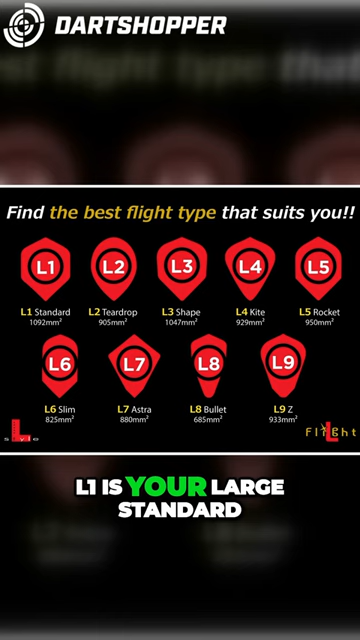 DARTSHOPPER
Find the best flight type that suits you!!
L1 L2 L3 L4 L5
L1 Standard L2 Teardrop L3 Shape L4 Kite L5 Rocket
1092mm² 905mm² 1047mm² 929mm² 950mm²
L6 L7 L8 L9
L6 Slim L7 Astra L8 Bullet L9 Z
825mm² 880mm² 685mm² 933mm²
L style
Flight L
L1 IS YOUR LARGE
STANDARD